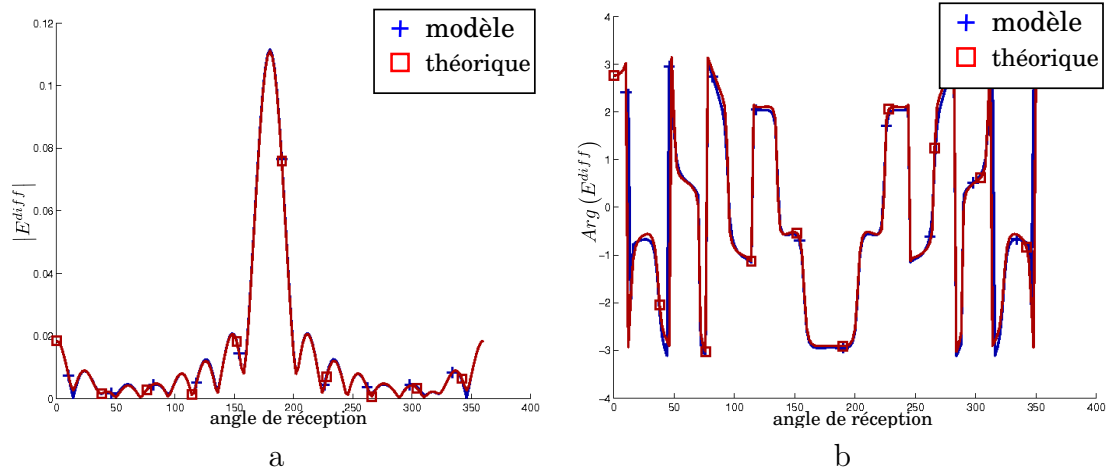 modèle
théorique
0.12
0.1
0.08
0.06
0.04
0.02
0
|E^{diff}|
0 50 100 150 200 250 300 350 400
angle de réception
a
modèle
théorique
4
3
2
1
0
−1
−2
−3
−4
Arg (E^{diff})
0 50 100 150 200 250 300 350 400
angle de réception
b